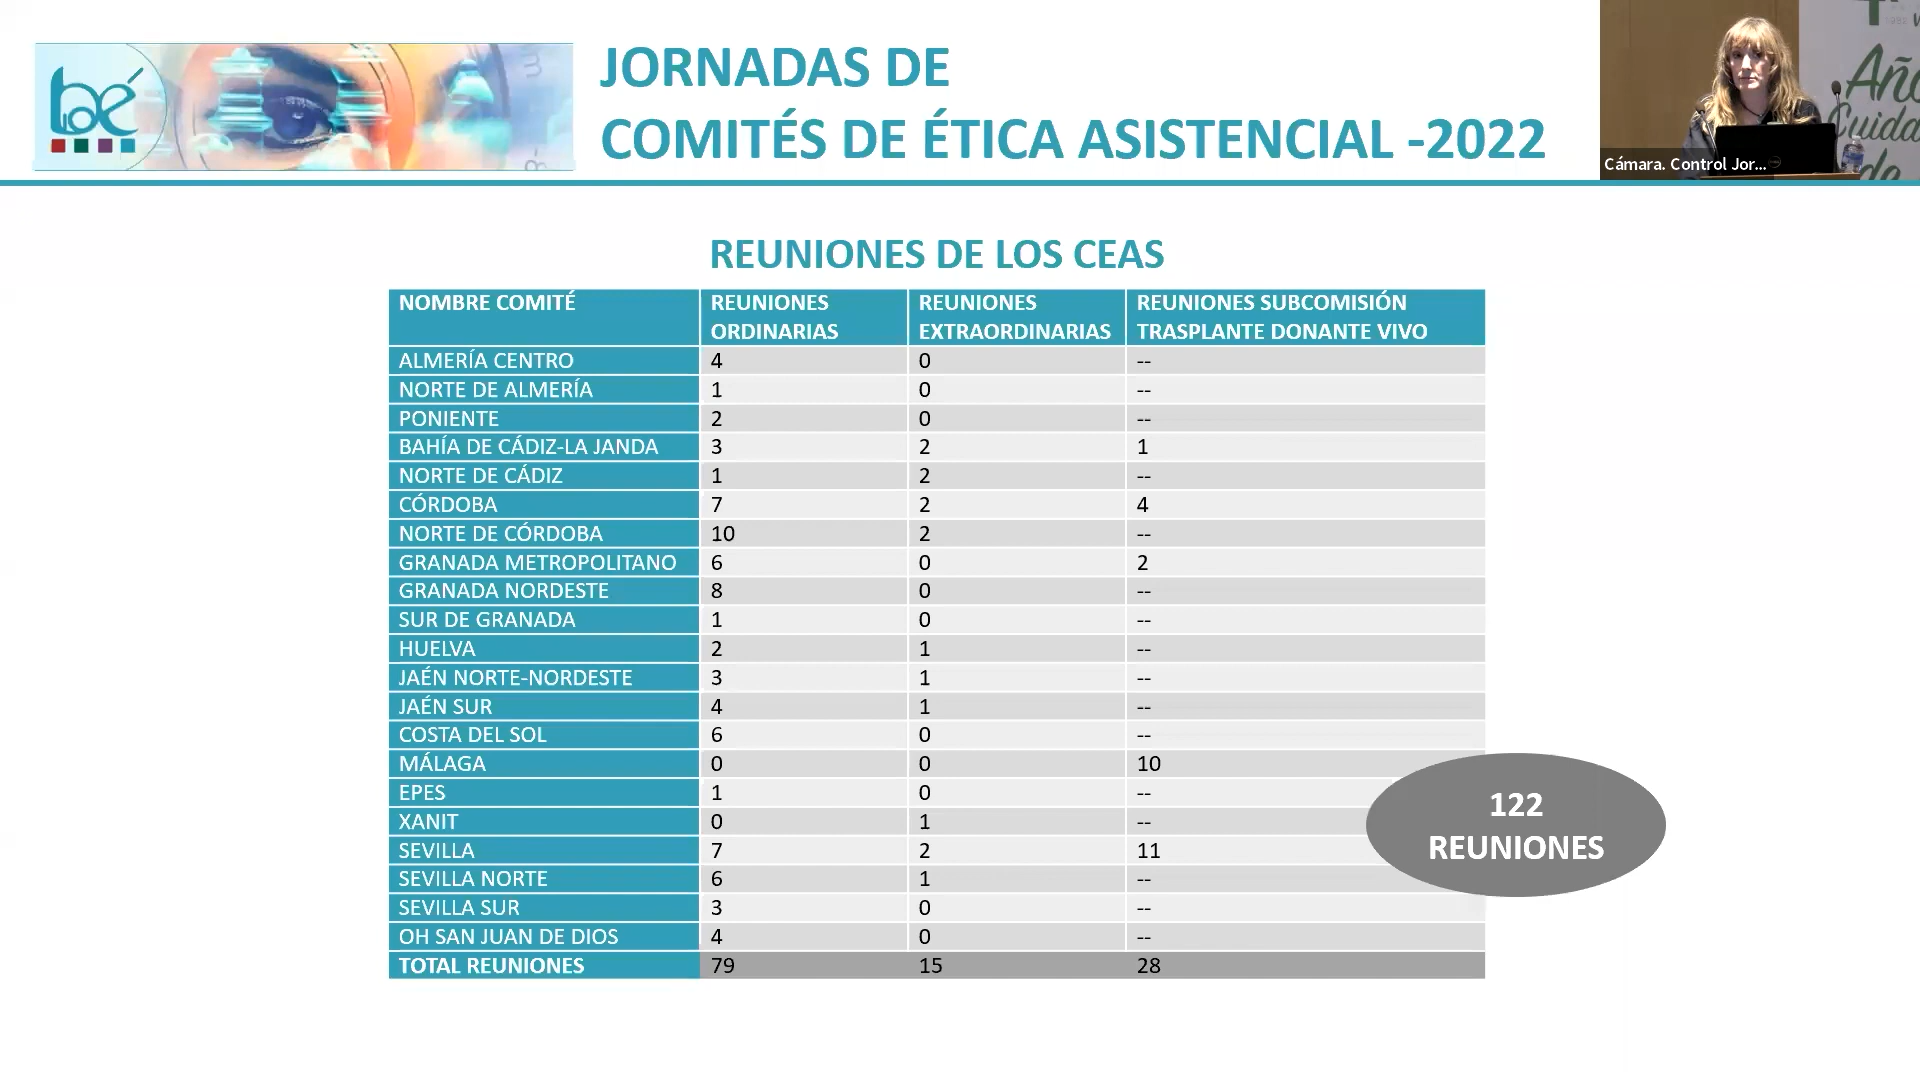 boé
JORNADAS DE
COMITÉS DE ÉTICA ASISTENCIAL -2022
Año
Cuida
de
Cámara. Control Jor...
REUNIONES DE LOS CEAS
NOMBRE COMITÉ REUNIONES ORDINARIAS REUNIONES EXTRAORDINARIAS REUNIONES SUBCOMISIÓN TRASPLANTE DONANTE VIVO
ALMERÍA CENTRO 4 0 --
NORTE DE ALMERÍA 1 0 --
PONIENTE 2 0 --
BAHÍA DE CÁDIZ-LA JANDA 3 2 1
NORTE DE CÁDIZ 1 2 --
CÓRDOBA 7 2 4
NORTE DE CÓRDOBA 10 2 --
GRANADA METROPOLITANO 6 0 2
GRANADA NORDESTE 8 0 --
SUR DE GRANADA 1 0 --
HUELVA 2 1 --
JAÉN NORTE-NORDESTE 3 1 --
JAÉN SUR 4 1 --
COSTA DEL SOL 6 0 --
MÁLAGA 0 0 10
EPES 1 0 --
XANIT 0 1 --
SEVILLA 7 2 11
SEVILLA NORTE 6 1 --
SEVILLA SUR 3 0 --
OH SAN JUAN DE DIOS 4 0 --
TOTAL REUNIONES 79 15 28
122
REUNIONES